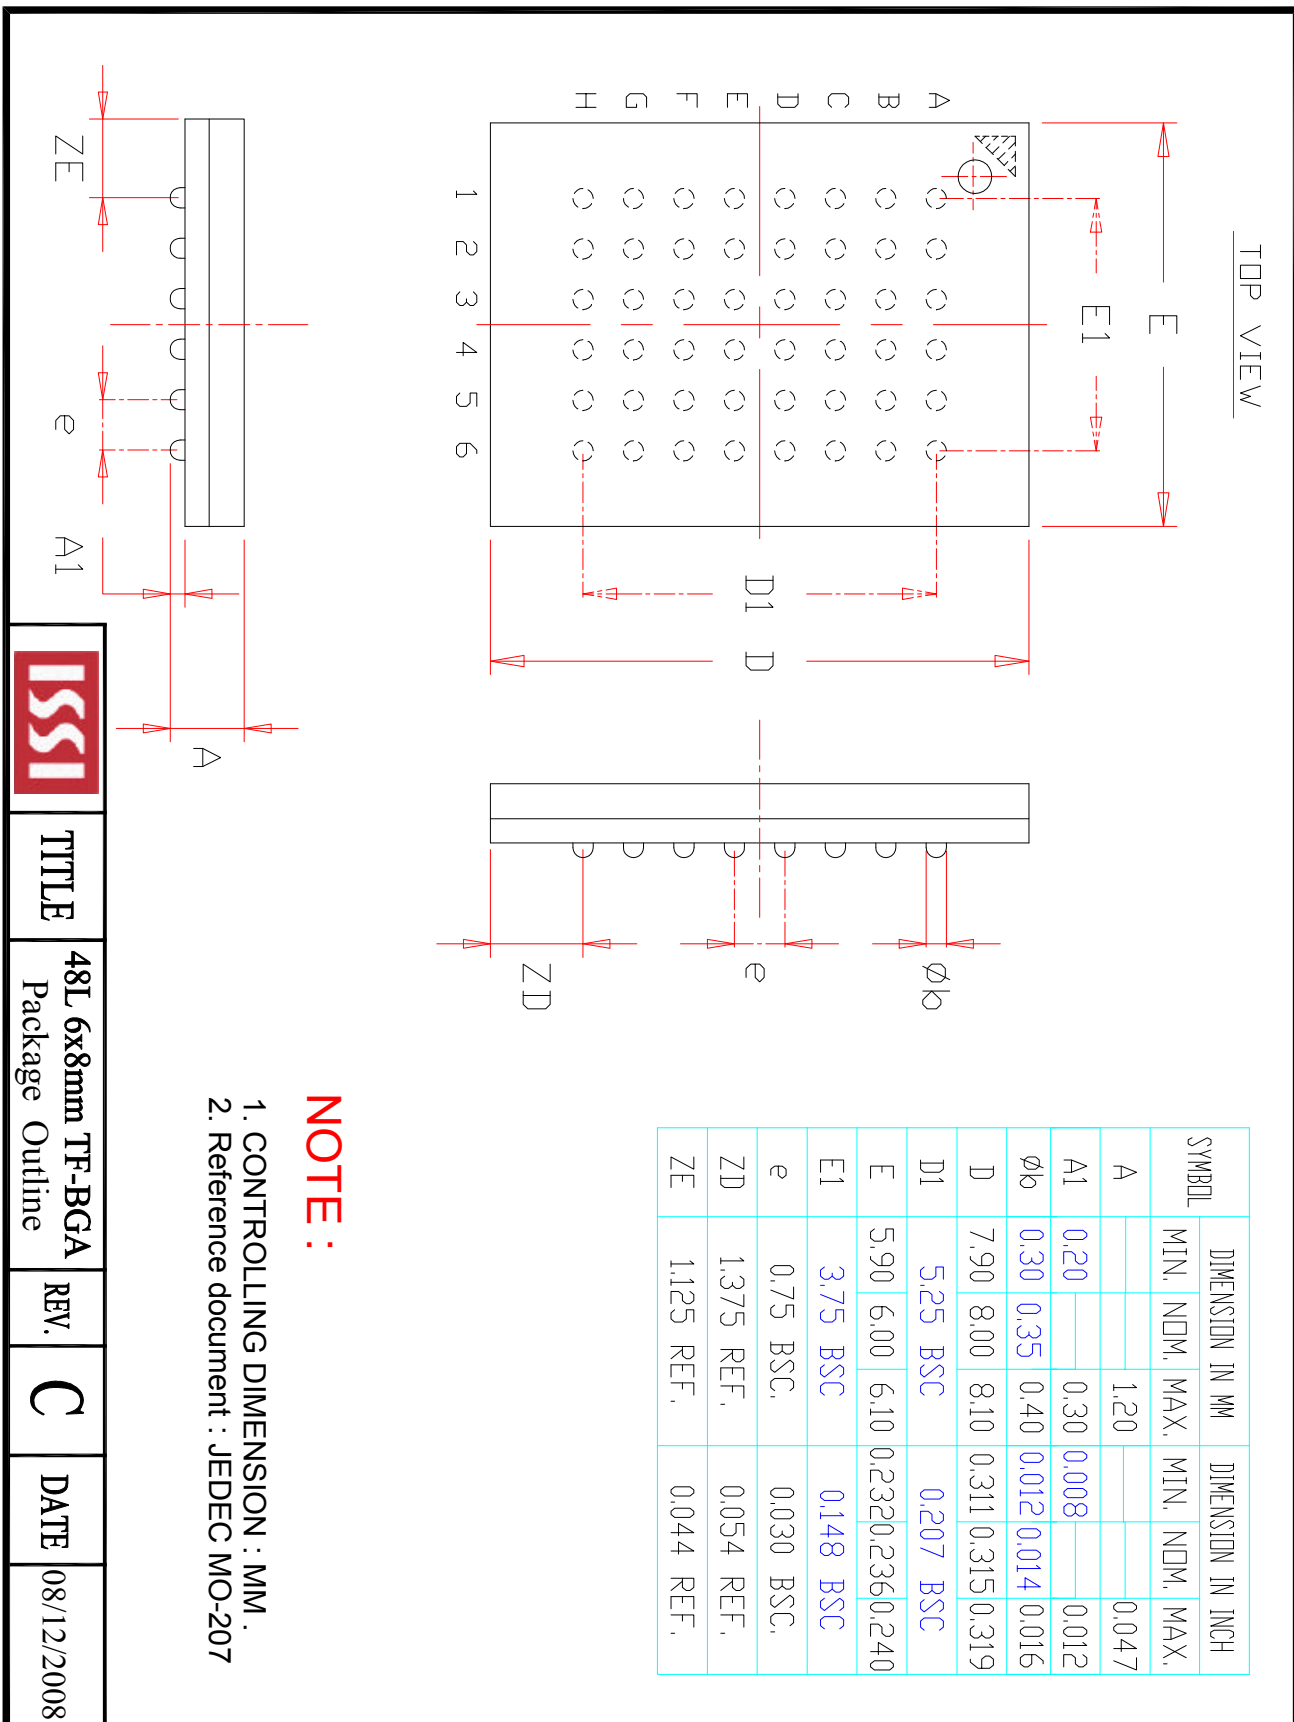 TOP VIEW
E
E1
A
B
C
D
E
F
G
H
1 2 3 4 5 6
D1
D
Øb
e
ZD
ZE
e
A1
A
SYMBOL DIMENSION IN MM DIMENSION IN INCH
MIN. NOM. MAX. MIN. NOM. MAX.
A 1.20 0.047
A1 0.20 0.30 0.008 0.012
Øb 0.30 0.35 0.40 0.012 0.014 0.016
D 7.90 8.00 8.10 0.311 0.315 0.319
D1 5.25 BSC 0.207 BSC
E 5.90 6.00 6.10 0.232 0.236 0.240
E1 3.75 BSC 0.148 BSC
e 0.75 BSC. 0.030 BSC.
ZD 1.375 REF. 0.054 REF.
ZE 1.125 REF. 0.044 REF.
NOTE :
1. CONTROLLING DIMENSION : MM .
2. Reference document : JEDEC MO-207
ISSI
TITLE
48L 6x8mm TF-BGA
Package Outline
REV.
C
DATE
08/12/2008